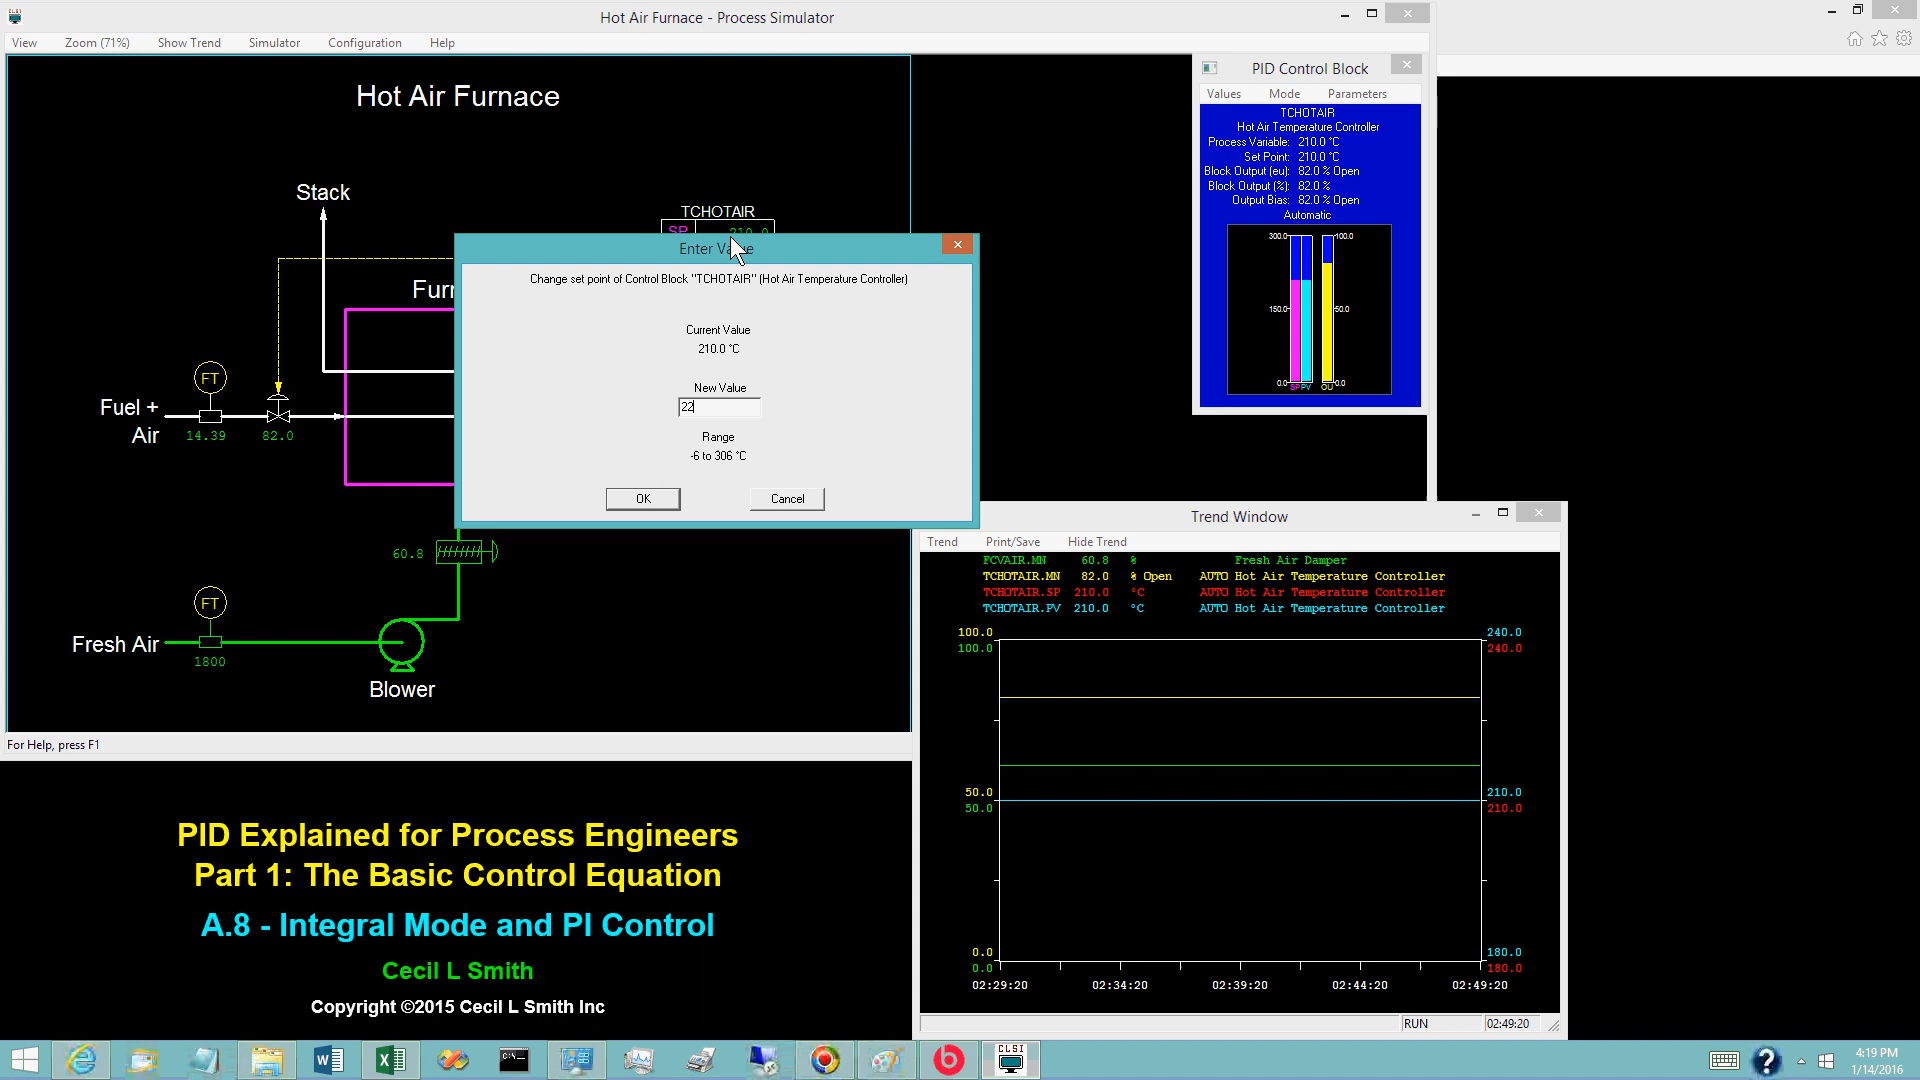 CLSI
Hot Air Furnace - Process Simulator
View Zoom (71%) Show Trend Simulator Configuration Help
Hot Air Furnace
Stack
TCHOTAIR
SP 210.0
Furn
FT
Fuel +
Air
14.39 82.0
60.8
FT
Fresh Air
1800
Blower
For Help, press F1
Enter Value
Change set point of Control Block "TCHOTAIR" (Hot Air Temperature Controller)
Current Value
210.0 °C
New Value
22
Range
-6 to 306 °C
OK Cancel
PID Control Block
Values Mode Parameters
TCHOTAIR
Hot Air Temperature Controller
Process Variable: 210.0 °C
Set Point: 210.0 °C
Block Output (eu): 82.0 % Open
Block Output (%): 82.0 %
Output Bias: 82.0 % Open
Automatic
300.0 100.0
150.0 50.0
0.0 0.0
SP PV OU
Trend Window
Trend Print/Save Hide Trend
FCVAIR.MN 60.8 % Fresh Air Damper
TCHOTAIR.MN 82.0 % Open AUTO Hot Air Temperature Controller
TCHOTAIR.SP 210.0 °C AUTO Hot Air Temperature Controller
TCHOTAIR.PV 210.0 °C AUTO Hot Air Temperature Controller
100.0 240.0
100.0 240.0
50.0 210.0
50.0 210.0
0.0 180.0
0.0 180.0
02:29:20 02:34:20 02:39:20 02:44:20 02:49:20
RUN 02:49:20
PID Explained for Process Engineers
Part 1: The Basic Control Equation
A.8 - Integral Mode and PI Control
Cecil L Smith
Copyright ©2015 Cecil L Smith Inc
CLSI
4:19 PM
1/14/2016